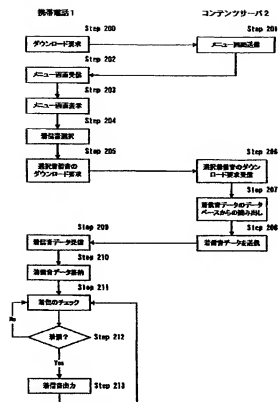 携帯電話1
コンテンツサーバ2
Step 200
ダウンロード要求
Step 201
メニュー画面送信
Step 202
メニュー画面受信
Step 203
メニュー画面表示
Step 204
着信音選択
Step 205
選択着信音の
ダウンロード要求
Step 206
選択着信音のダウン
ロード要求受信
Step 207
着信音データのデータ
ベースからの読み出し
Step 208
着信音データを送信
Step 209
着信音データ受信
Step 210
着信音データ格納
Step 211
着信のチェック
No
着信?
Step 212
Yes
着信音出力
Step 213